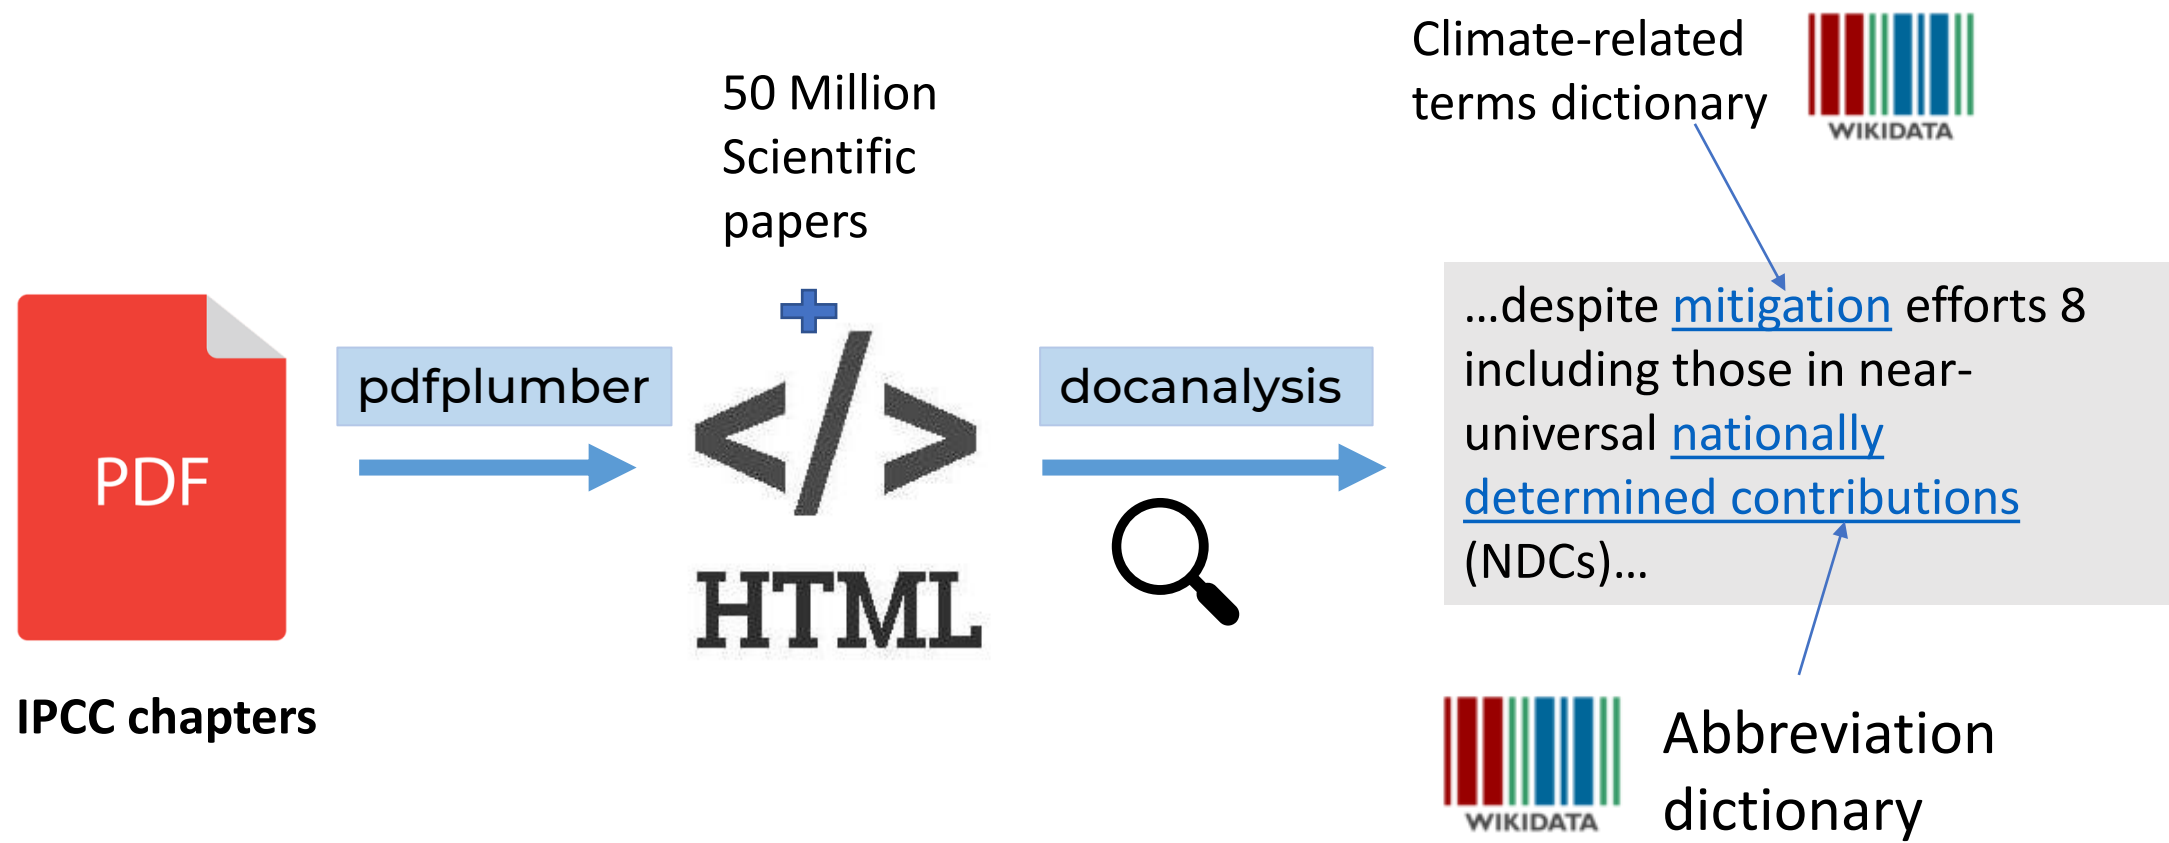 50 Million
Scientific
papers
PDF
IPCC chapters
pdfplumber
</>
HTML
docanalysis
Climate-related
terms dictionary
WIKIDATA
...despite mitigation efforts 8
including those in near-
universal nationally
determined contributions
(NDCs)...
WIKIDATA
Abbreviation
dictionary